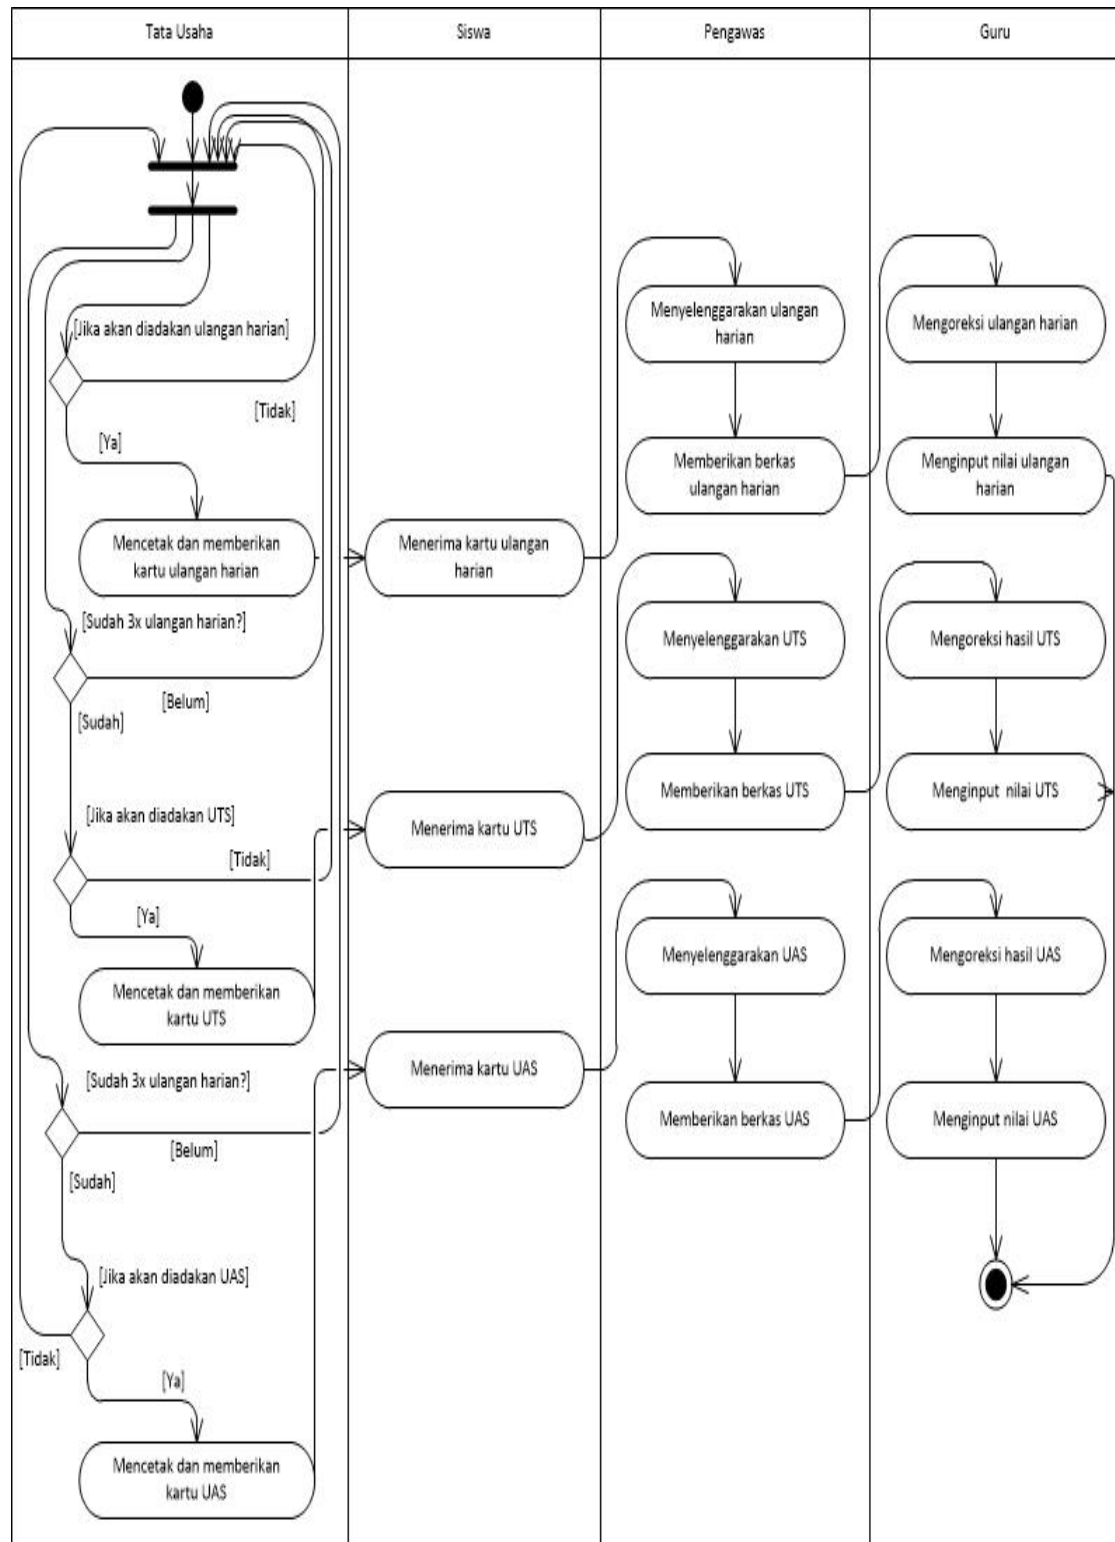 Tata Usaha
Siswa
Pengawas
Guru
[Jika akan diadakan ulangan harian]
[Tidak]
[Ya]
Mencetak dan memberikan
kartu ulangan harian
[Sudah 3x ulangan harian?]
[Belum]
[Sudah]
[Jika akan diadakan UTS]
[Tidak]
[Ya]
Mencetak dan memberikan
kartu UTS
[Sudah 3x ulangan harian?]
[Belum]
[Sudah]
[Jika akan diadakan UAS]
[Tidak]
[Ya]
Mencetak dan memberikan
kartu UAS
Menerima kartu ulangan
harian
Menerima kartu UTS
Menerima kartu UAS
Menyelenggarakan ulangan
harian
Memberikan berkas
ulangan harian
Menyelenggarakan UTS
Memberikan berkas UTS
Menyelenggarakan UAS
Memberikan berkas UAS
Mengoreksi ulangan harian
Menginput nilai ulangan
harian
Mengoreksi hasil UTS
Menginput nilai UTS
Mengoreksi hasil UAS
Menginput nilai UAS